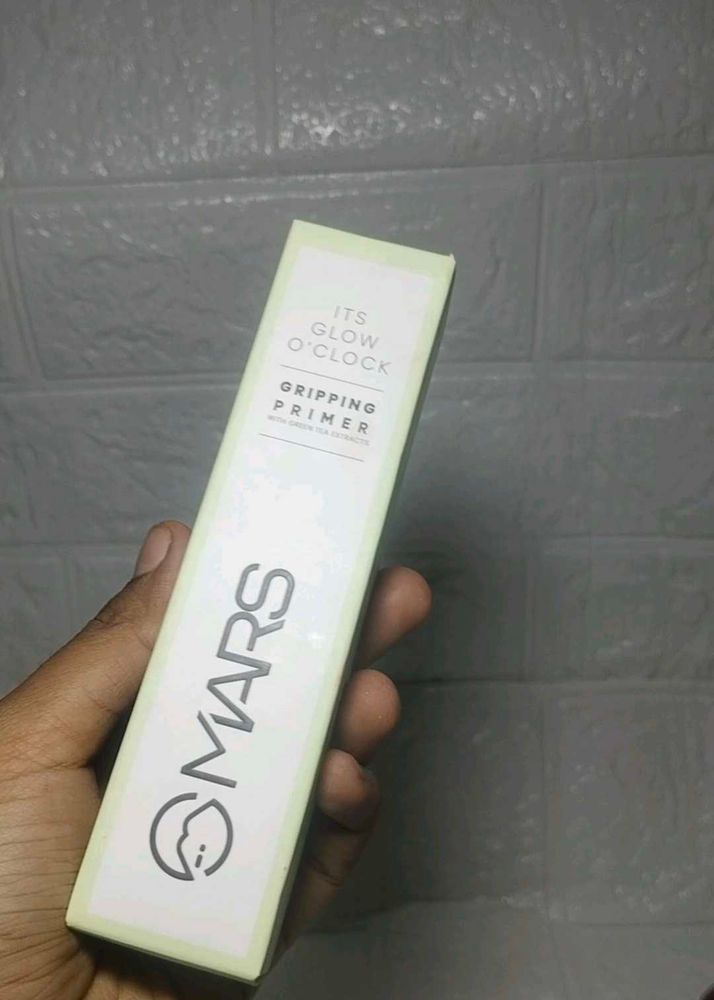 ITS
GLOW
O'CLOCK
GRIPPING
PRIMER
WITH GREEN TEA EXTRACTS
MARS